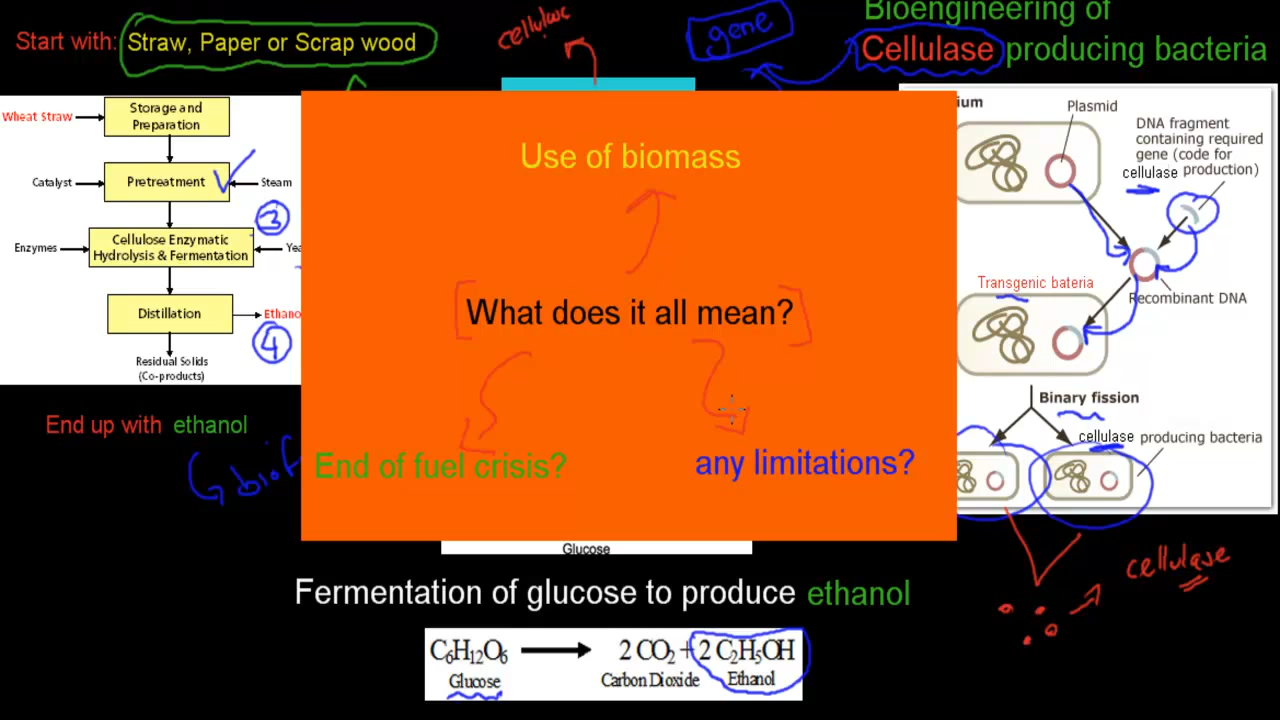 Start with: Straw, Paper or Scrap wood
cellulose
gene
Bioengineering of
Cellulase producing bacteria
Wheat Straw
Storage and
Preparation
Catalyst
Pretreatment
Steam
3
Enzymes
Cellulose Enzymatic
Hydrolysis & Fermentation
Distillation
Ethano
4
Residual Solids
(Co-products)
End up with ethanol
Use of biomass
What does it all mean?
End of fuel crisis?
any limitations?
Plasmid
DNA fragment
containing required
gene (code for
cellulase production)
Transgenic bateria
Recombinant DNA
Binary fission
cellulase producing bacteria
cellulase
Glucose
Fermentation of glucose to produce ethanol
C6H12O6 → 2 CO2 + 2 C2H5OH
Glucose Carbon Dioxide Ethanol